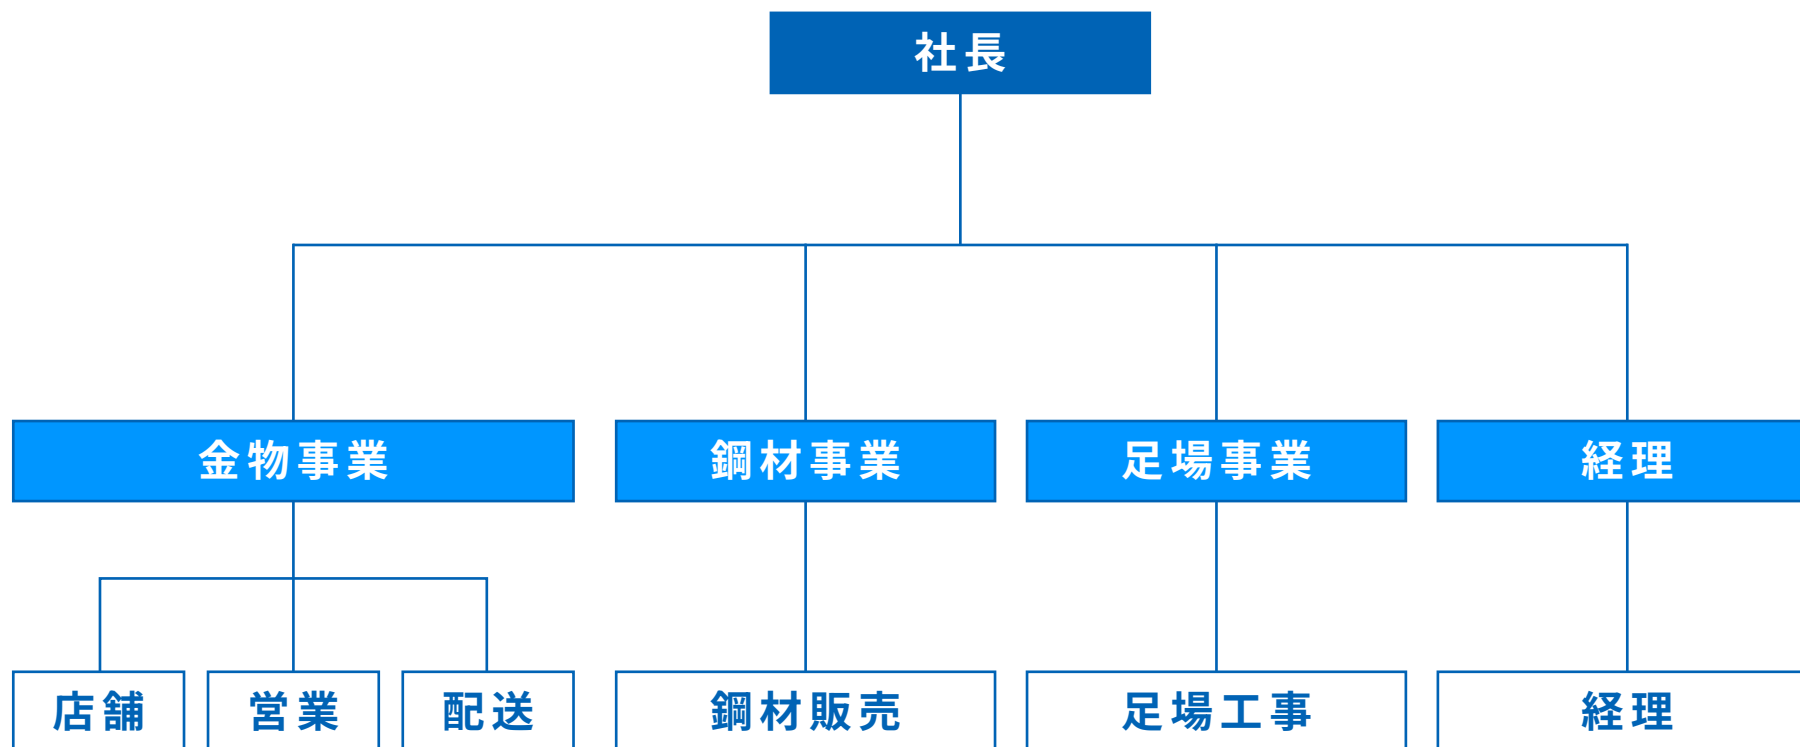 社長
金物事業
鋼材事業
足場事業
経理
店舗
営業
配送
鋼材販売
足場工事
経理